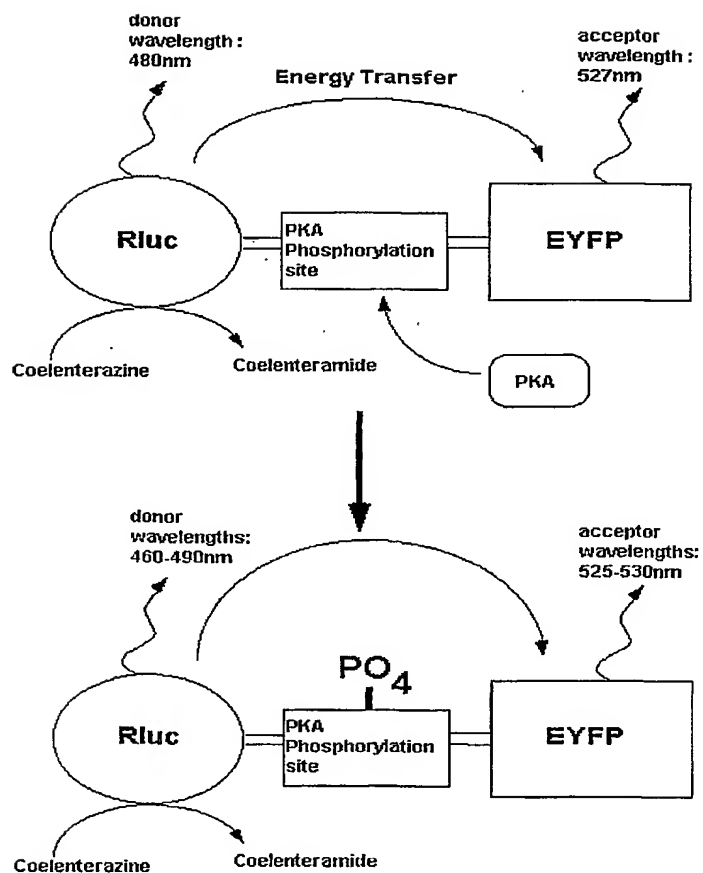 donor
wavelength :
480nm
Energy Transfer
acceptor
wavelength :
527nm
Rluc
PKA
Phosphorylation
site
EYFP
Coelenterazine
Coelenteramide
PKA
donor
wavelengths:
460-490nm
acceptor
wavelengths:
525-530nm
PO4
Rluc
PKA
Phosphorylation
site
EYFP
Coelenterazine
Coelenteramide